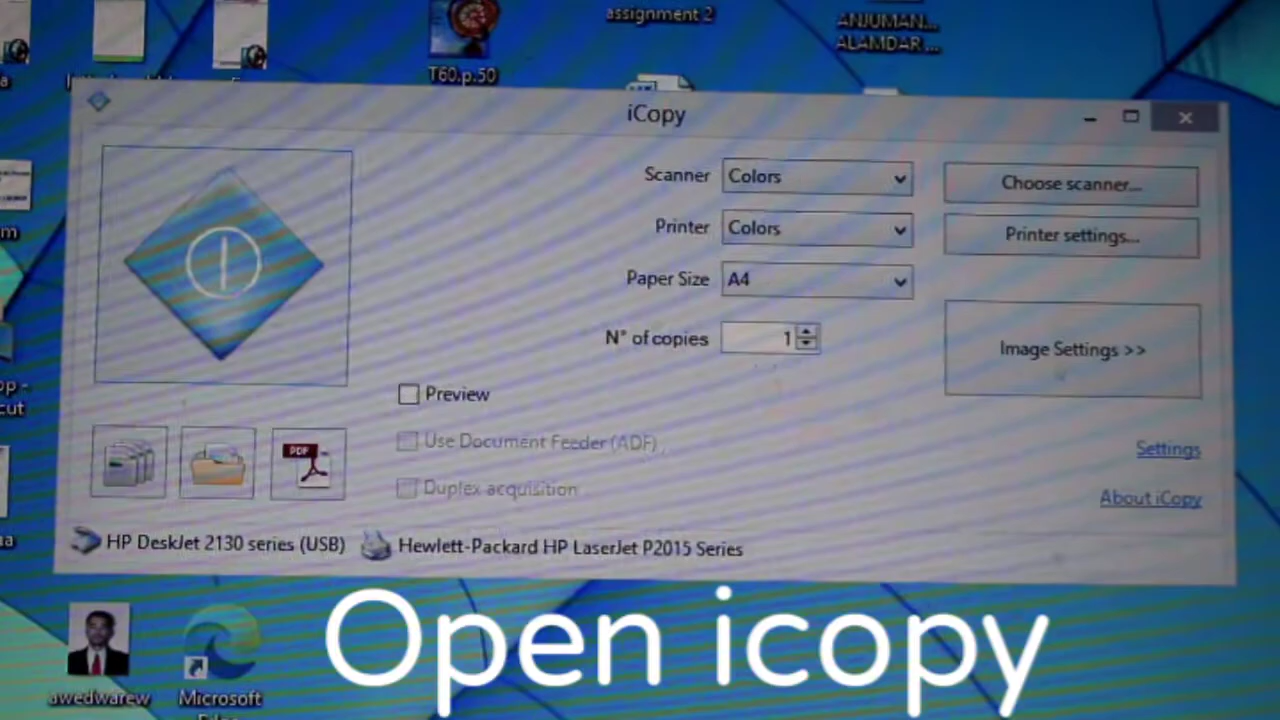 assignment 2
ANJUMAN...
ALAMDAR...
T60.p.50
iCopy
Scanner Colors Choose scanner...
Printer Colors Printer settings...
Paper Size A4
N° of copies 1
Image Settings >>
Preview
Use Document Feeder (ADF)
Duplex acquisition
PDF
Settings
About iCopy
HP DeskJet 2130 series (USB) Hewlett-Packard HP LaserJet P2015 Series
Open icopy
awedwarew
Microsoft